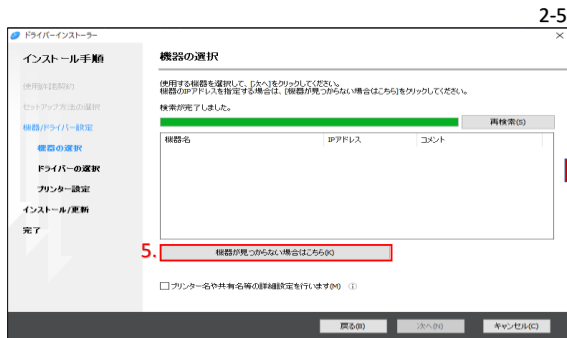 2-5
ドライバーインストーラー
インストール手順
使用許諾契約
セットアップ方法の選択
機器/ドライバー設定
機器の選択
ドライバーの選択
プリンター設定
インストール/更新
完了
機器の選択
使用する機器を選択して、[次へ]をクリックしてください。
機器のIPアドレスを指定する場合は、[機器が見つからない場合はこちら]をクリックしてください。
検索が完了しました。
再検索(S)
機器名 IPアドレス コメント
5. 機器が見つからない場合はこちら(K)
プリンター名や共有名等の詳細設定を行います(M)
戻る(B) 次へ(N) キャンセル(C)